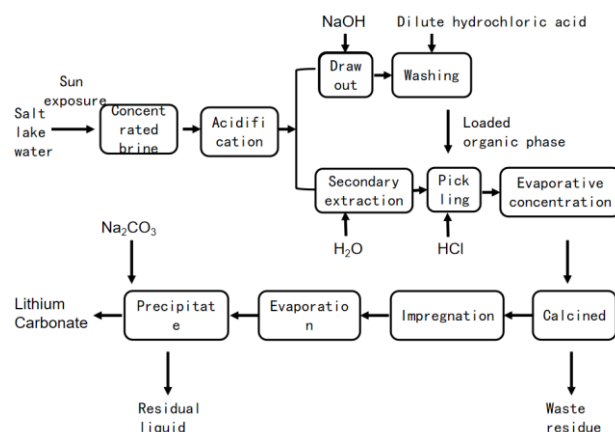 NaOH
Dilute hydrochloric acid
Sun
exposure
Salt
lake
water
Concent
rated
brine
Acidifi
cation
Draw
out
Washing
Loaded
organic phase
Secondary
extraction
Pick
ling
Evaporative
concentration
H₂O
HCl
Na₂CO₃
Lithium
Carbonate
Precipitat
e
Evaporatio
n
Impregnation
Calcined
Residual
liquid
Waste
residue